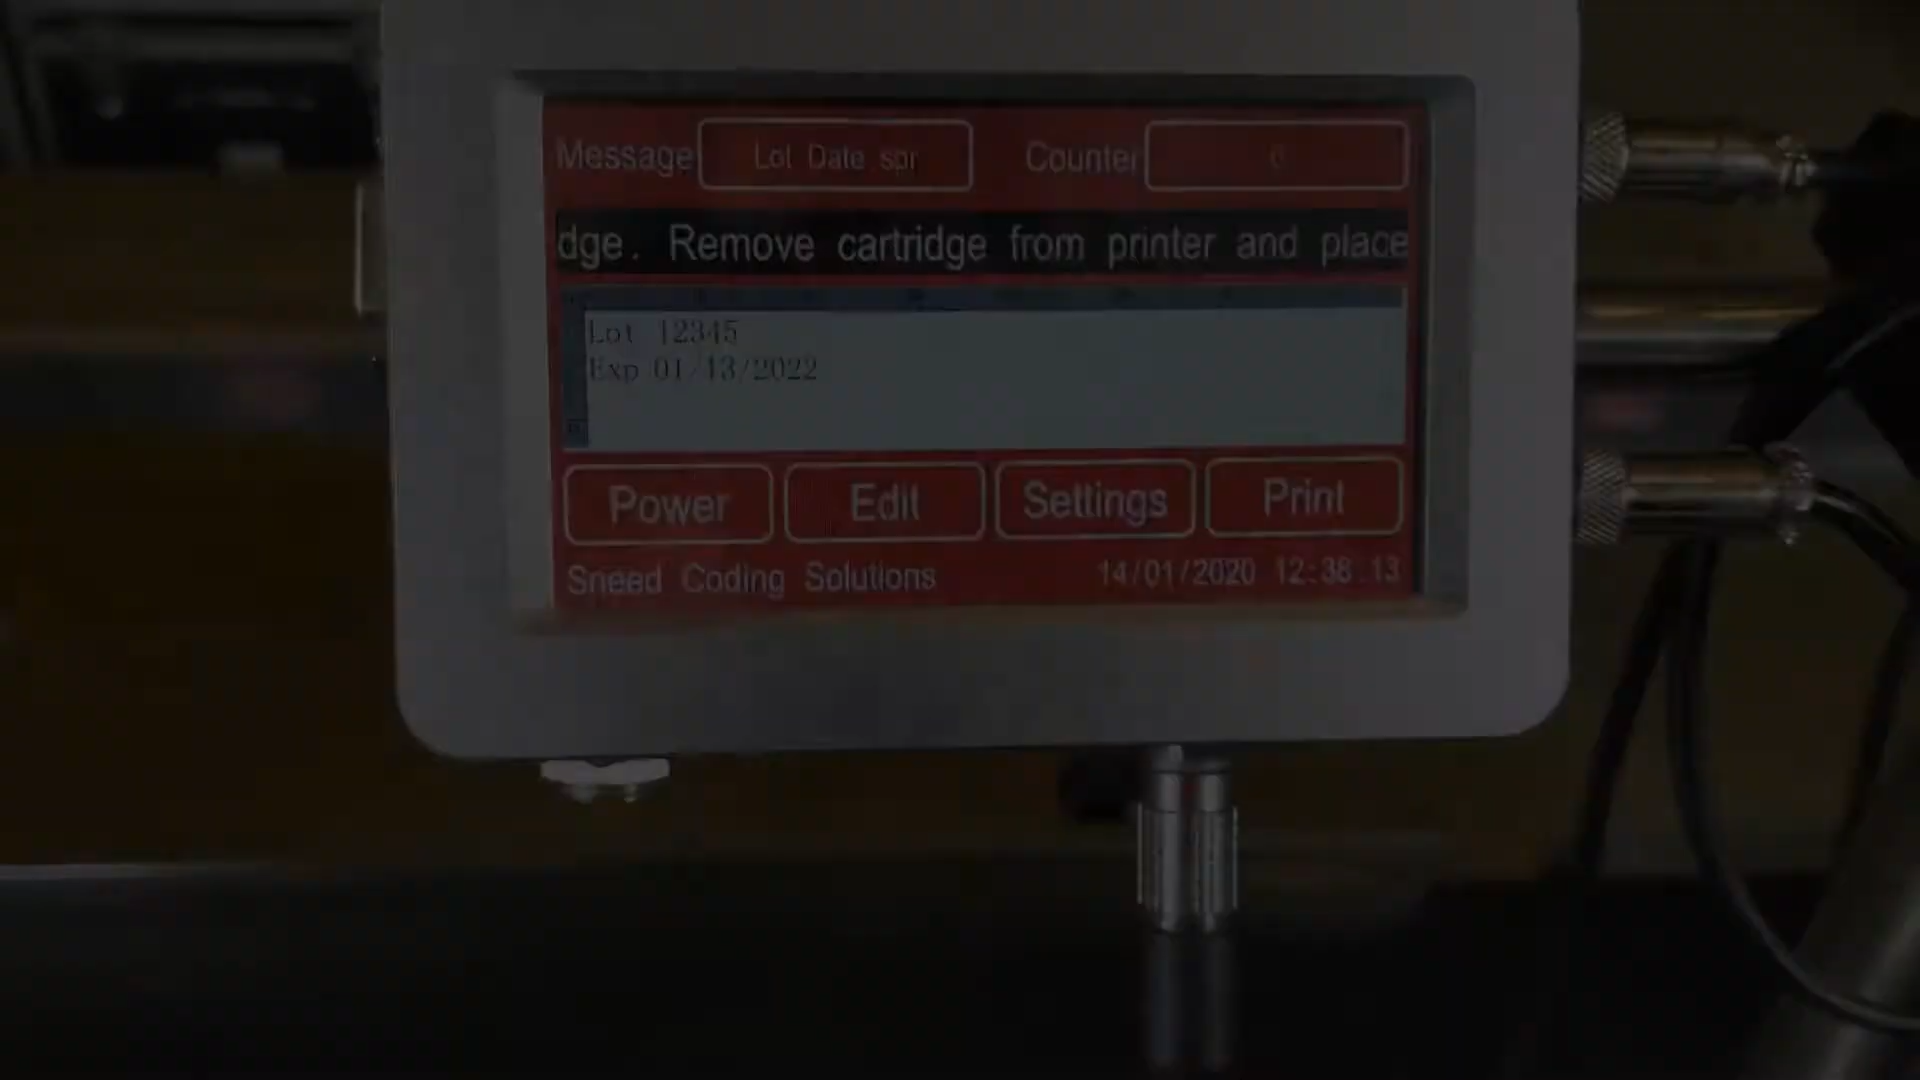 Message Lot Date spr Counter 0
dge. Remove cartridge from printer and place
Lot 12345
Exp 01/13/2022
Power Edit Settings Print
Sneed Coding Solutions 14/01/2020 12:38:13